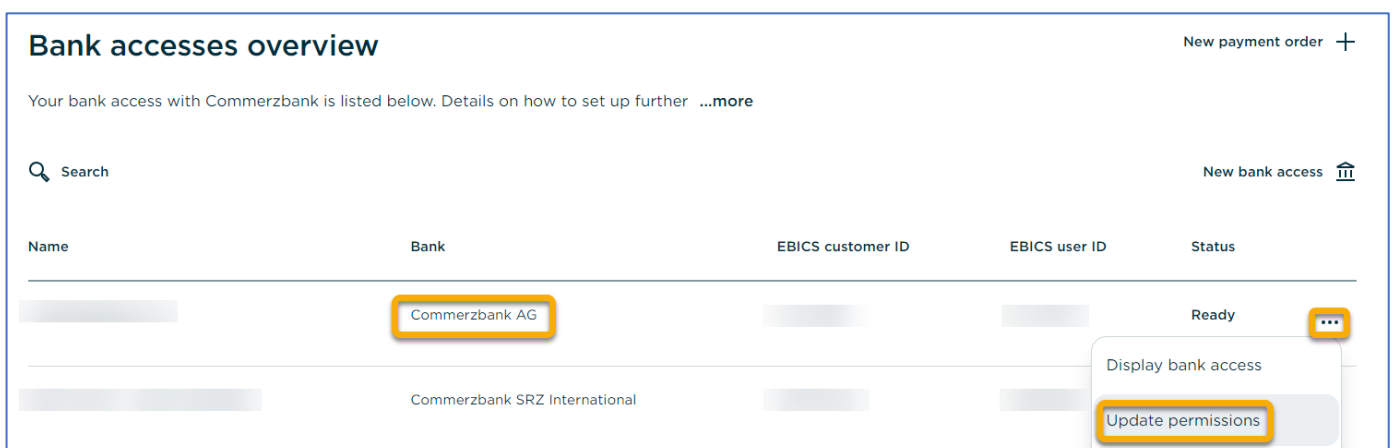 Bank accesses overview
New payment order
Your bank access with Commerzbank is listed below. Details on how to set up further ...more
Search
New bank access
Name Bank EBICS customer ID EBICS user ID Status
Commerzbank AG Ready ...
Display bank access
Commerzbank SRZ International
Update permissions